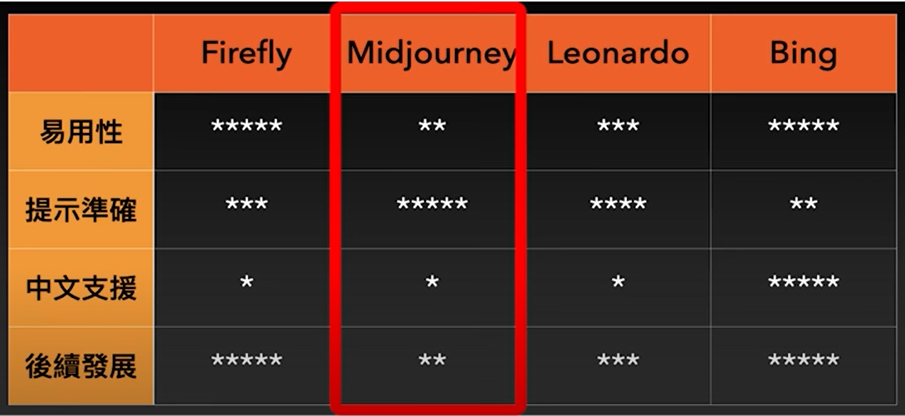 Firefly Midjourney Leonardo Bing
易用性 ***** ** *** *****
提示準確 *** ***** **** **
中文支援 * * * *****
後續發展 ***** ** *** *****